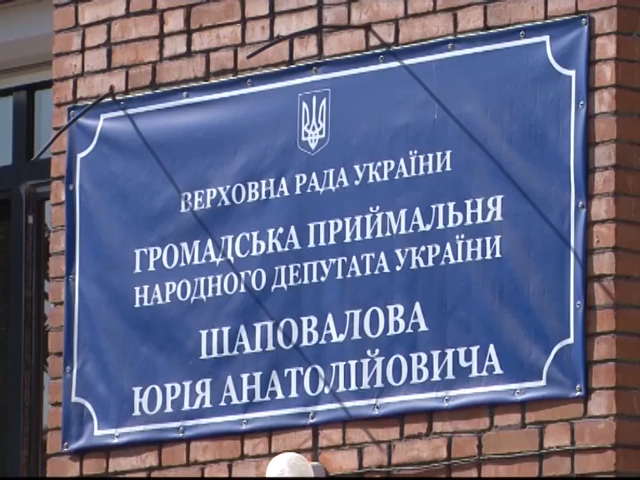 ВЕРХОВНА РАДА УКРАЇНИ
ГРОМАДСЬКА ПРИЙМАЛЬНЯ
НАРОДНОГО ДЕПУТАТА УКРАЇНИ
ШАПОВАЛОВА
ЮРІЯ АНАТОЛІЙОВИЧА